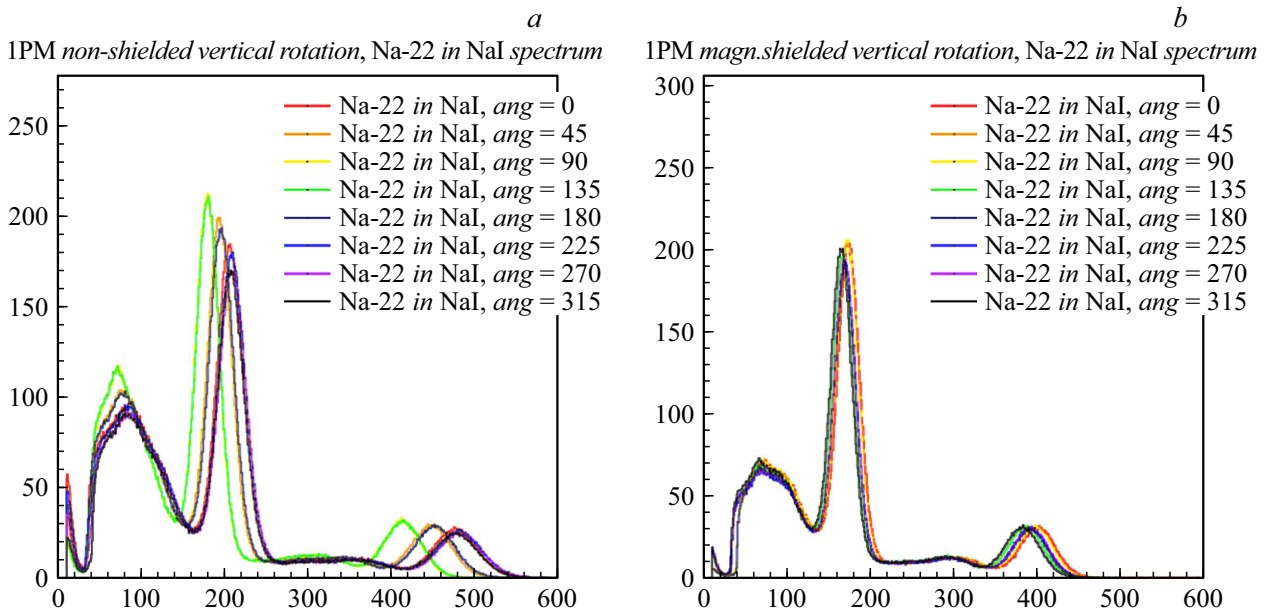 a
1PM non-shielded vertical rotation, Na-22 in NaI spectrum
250
200
150
100
50
0
0 100 200 300 400 500 600
Na-22 in NaI, ang = 0
Na-22 in NaI, ang = 45
Na-22 in NaI, ang = 90
Na-22 in NaI, ang = 135
Na-22 in NaI, ang = 180
Na-22 in NaI, ang = 225
Na-22 in NaI, ang = 270
Na-22 in NaI, ang = 315
b
1PM magn.shielded vertical rotation, Na-22 in NaI spectrum
300
250
200
150
100
50
0
0 100 200 300 400 500 600
Na-22 in NaI, ang = 0
Na-22 in NaI, ang = 45
Na-22 in NaI, ang = 90
Na-22 in NaI, ang = 135
Na-22 in NaI, ang = 180
Na-22 in NaI, ang = 225
Na-22 in NaI, ang = 270
Na-22 in NaI, ang = 315